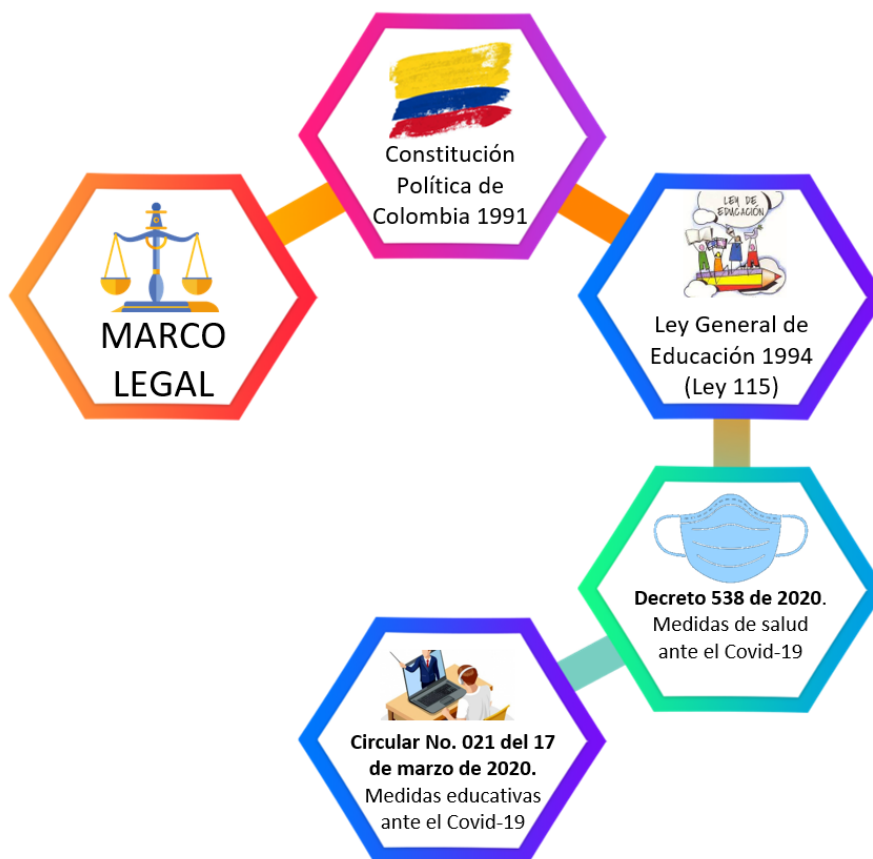 MARCO
LEGAL
Constitución
Política de
Colombia 1991
LEY DE
EDUCACIÓN
Ley General de
Educación 1994
(Ley 115)
Decreto 538 de 2020.
Medidas de salud
ante el Covid-19
Circular No. 021 del 17
de marzo de 2020.
Medidas educativas
ante el Covid-19